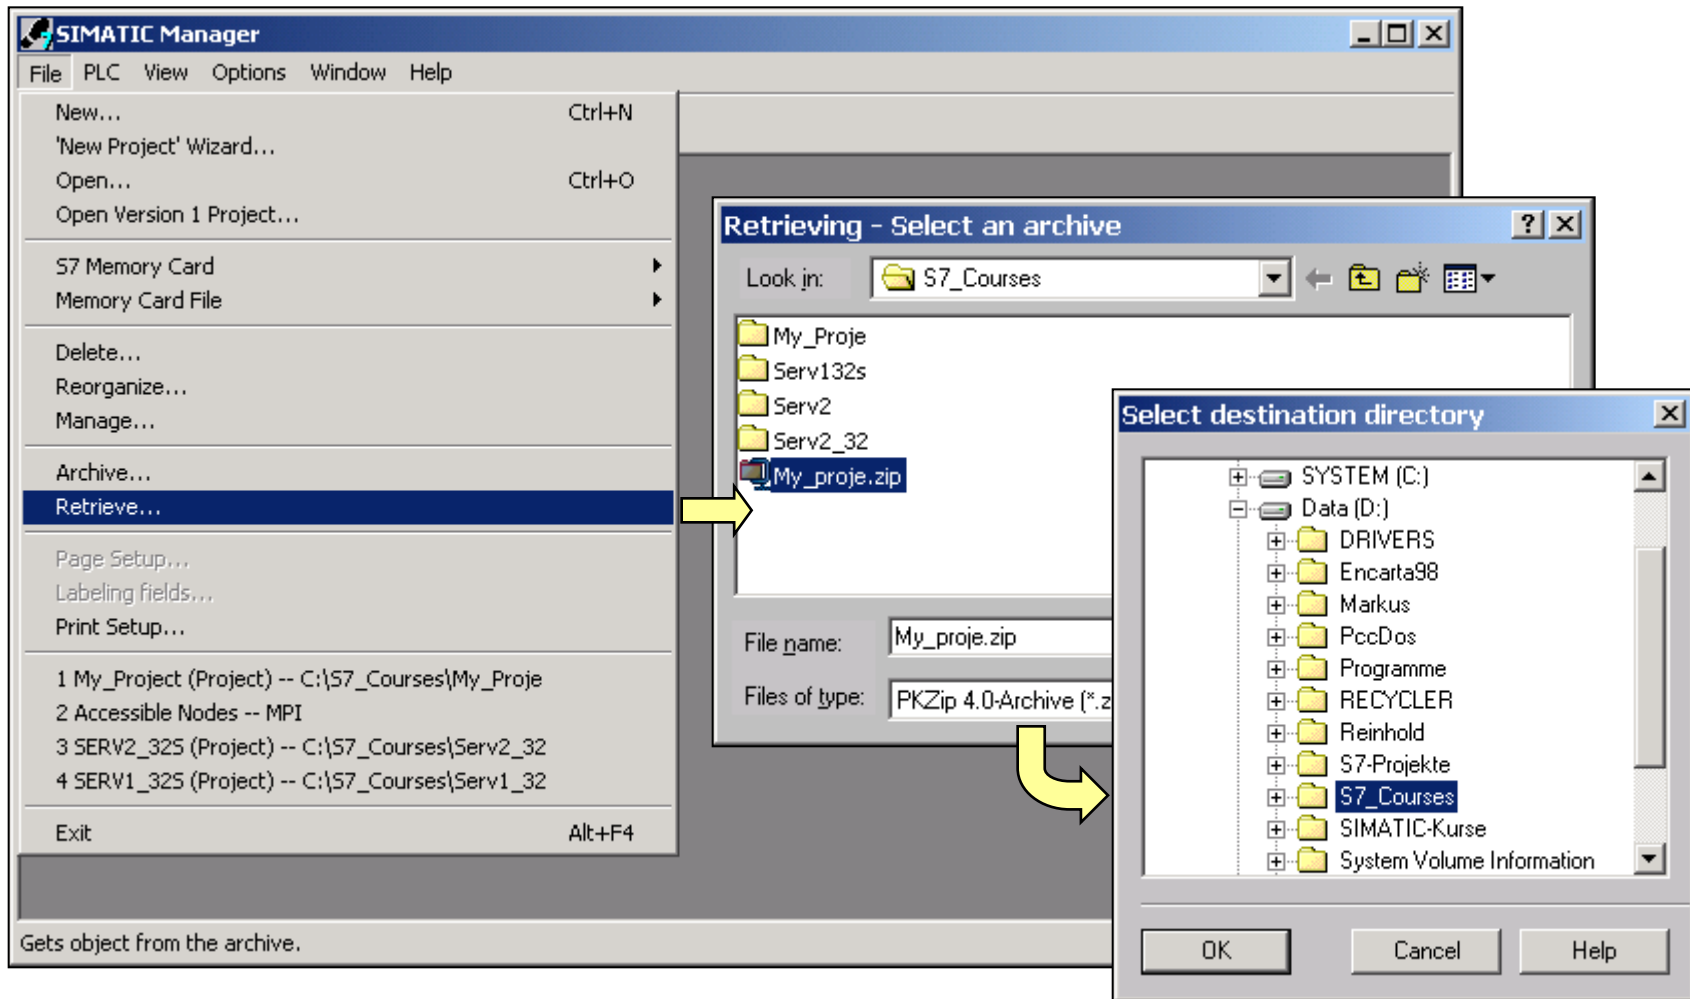 SIMATIC Manager
File PLC View Options Window Help
New... Ctrl+N
'New Project' Wizard...
Open... Ctrl+O
Open Version 1 Project...
S7 Memory Card
Memory Card File
Delete...
Reorganize...
Manage...
Archive...
Retrieve...
Page Setup...
Labeling fields...
Print Setup...
1 My_Project (Project) -- C:\S7_Courses\My_Proje
2 Accessible Nodes -- MPI
3 SERV2_32S (Project) -- C:\S7_Courses\Serv2_32
4 SERV1_32S (Project) -- C:\S7_Courses\Serv1_32
Exit Alt+F4
Gets object from the archive.
Retrieving - Select an archive
Look in: S7_Courses
My_Proje
Serv132s
Serv2
Serv2_32
My_proje.zip
File name: My_proje.zip
Files of type: PKZip 4.0-Archive (*.z
Select destination directory
SYSTEM (C:)
Data (D:)
DRIVERS
Encarta98
Markus
PccDos
Programme
RECYCLER
Reinhold
S7-Projekte
S7_Courses
SIMATIC-Kurse
System Volume Information
OK Cancel Help